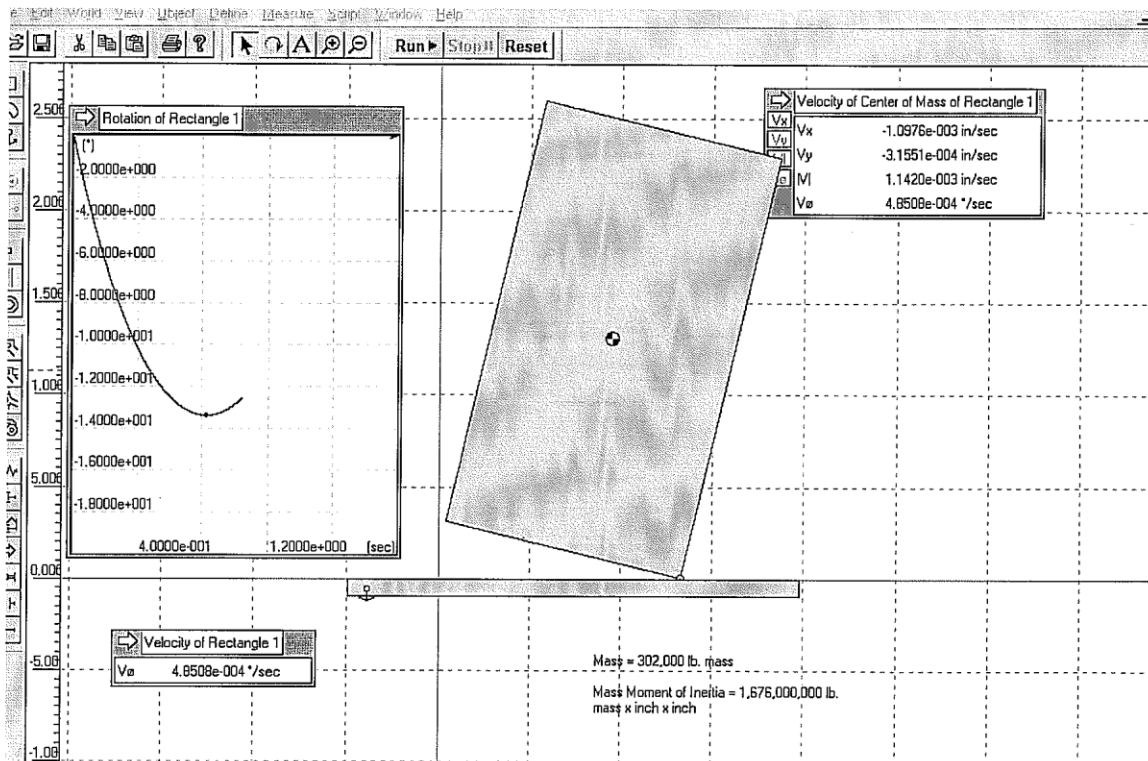 e Edit World View Object Define Measure Script Window Help
Run Stop Reset
Rotation of Rectangle 1
(°)
-2.0000e+000
-4.0000e+000
-6.0000e+000
-8.0000e+000
-1.0000e+001
-1.2000e+001
-1.4000e+001
-1.6000e+001
-1.8000e+001
4.0000e-001
1.2000e+000
(sec)
Velocity of Center of Mass of Rectangle 1
Vx
Vy
Vx -1.0976e-003 in/sec
Vy -3.1551e-004 in/sec
|V| 1.1420e-003 in/sec
Vø 4.8508e-004 °/sec
2.500
2.000
1.500
1.000
5.000
0.000
-5.00
-1.00
Velocity of Rectangle 1
Vø 4.8508e-004 °/sec
Mass = 302,000 lb. mass
Mass Moment of Inertia = 1,676,000,000 lb.
mass x inch x inch